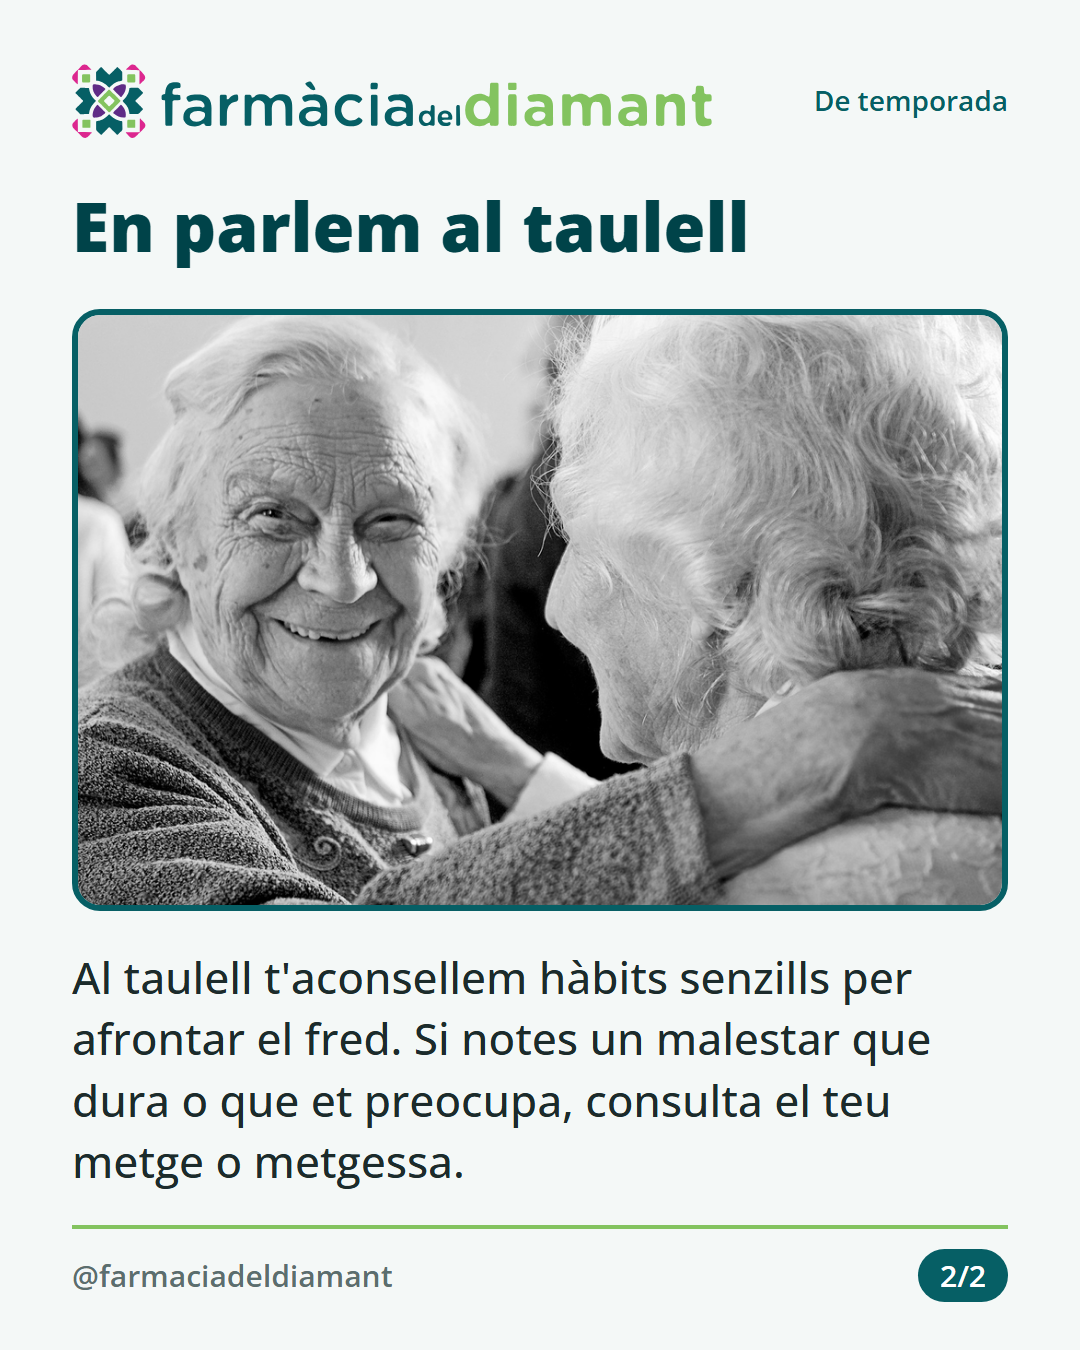 farmàciadeldiamant
De temporada
En parlem al taulell
Al taulell t'aconsellem hàbits senzills per
afrontar el fred. Si notes un malestar que
dura o que et preocupa, consulta el teu
metge o metgessa.
@farmaciadeldiamant
2/2